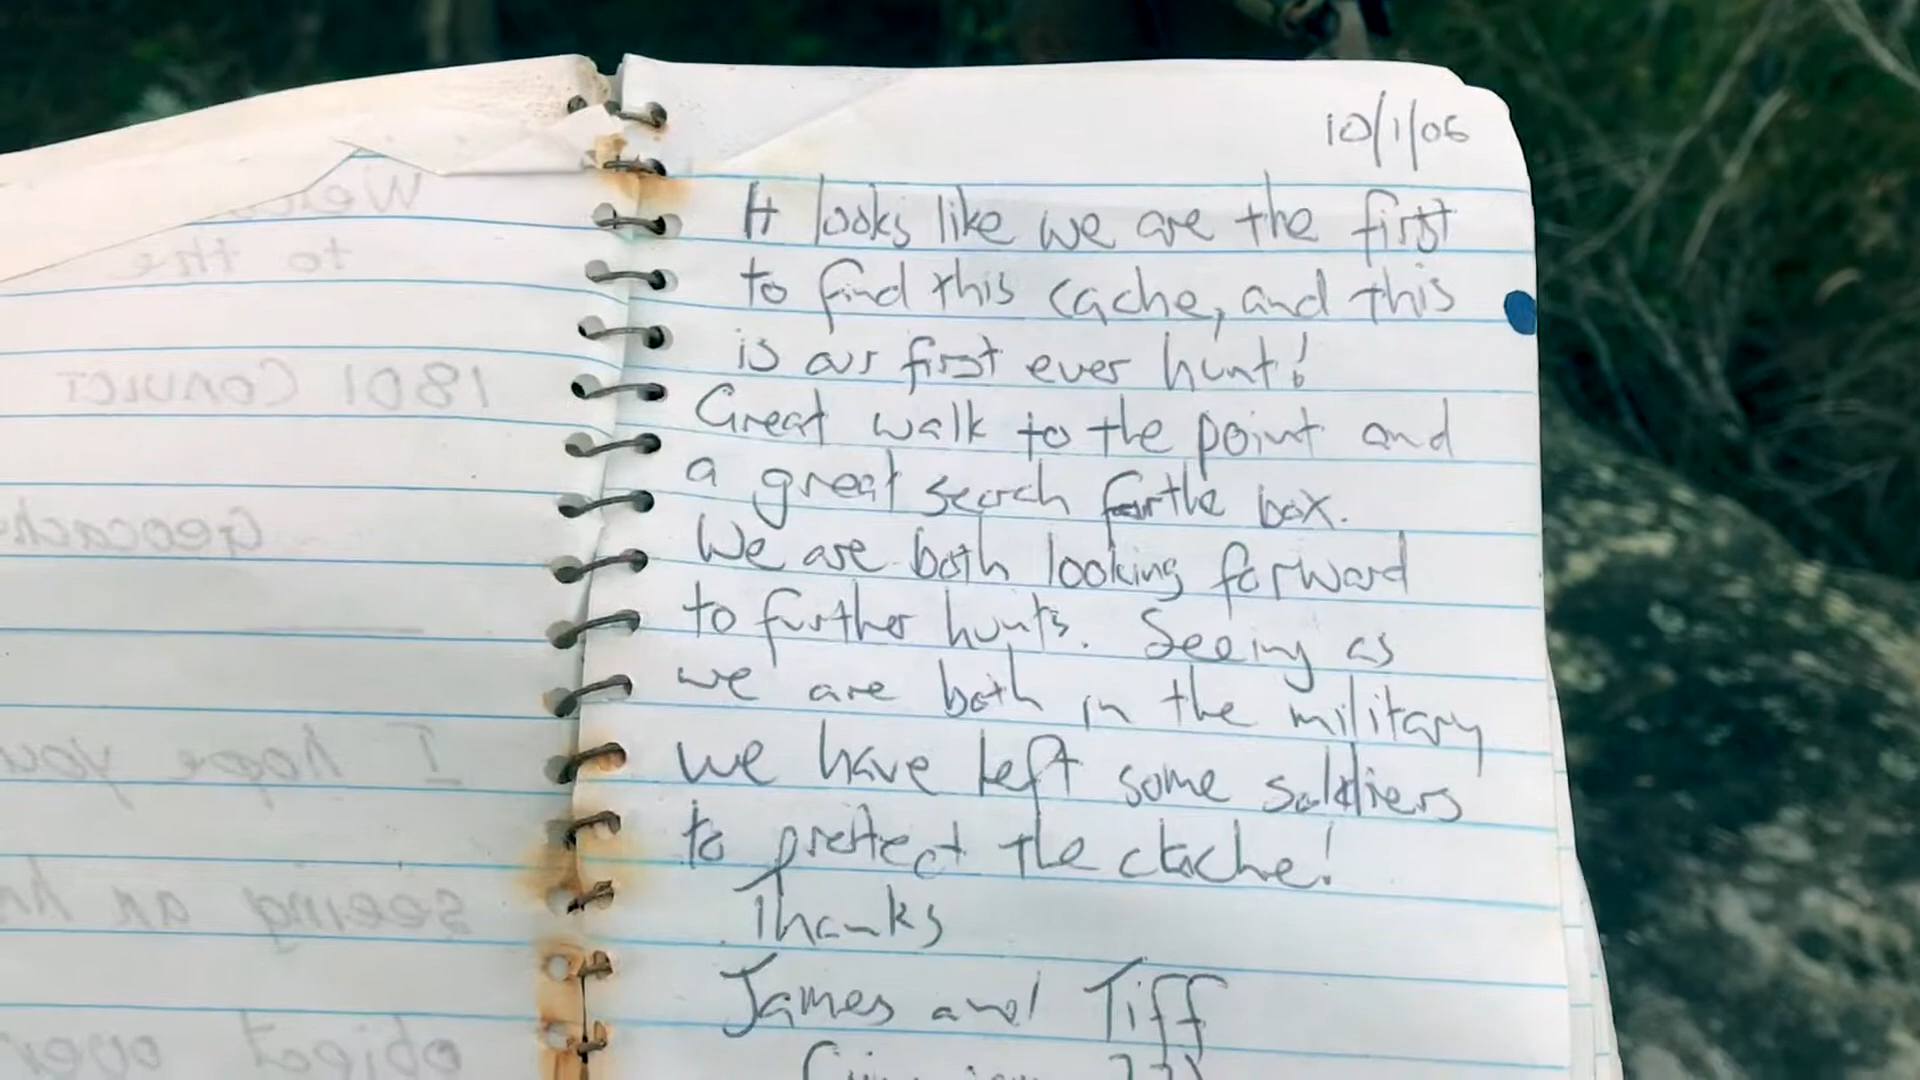 Welc
to the
1801 Convict
Geocach
I hope you
seeing an
object over
10/1/06
It looks like we are the first
to find this cache, and this
is our first ever hunt!
Great walk to the point and
a great search for the box.
We are both looking forward
to further hunts. Seeing as
we are both in the military
we have left some soldiers
to protect the cache!
Thanks
James and Tiff